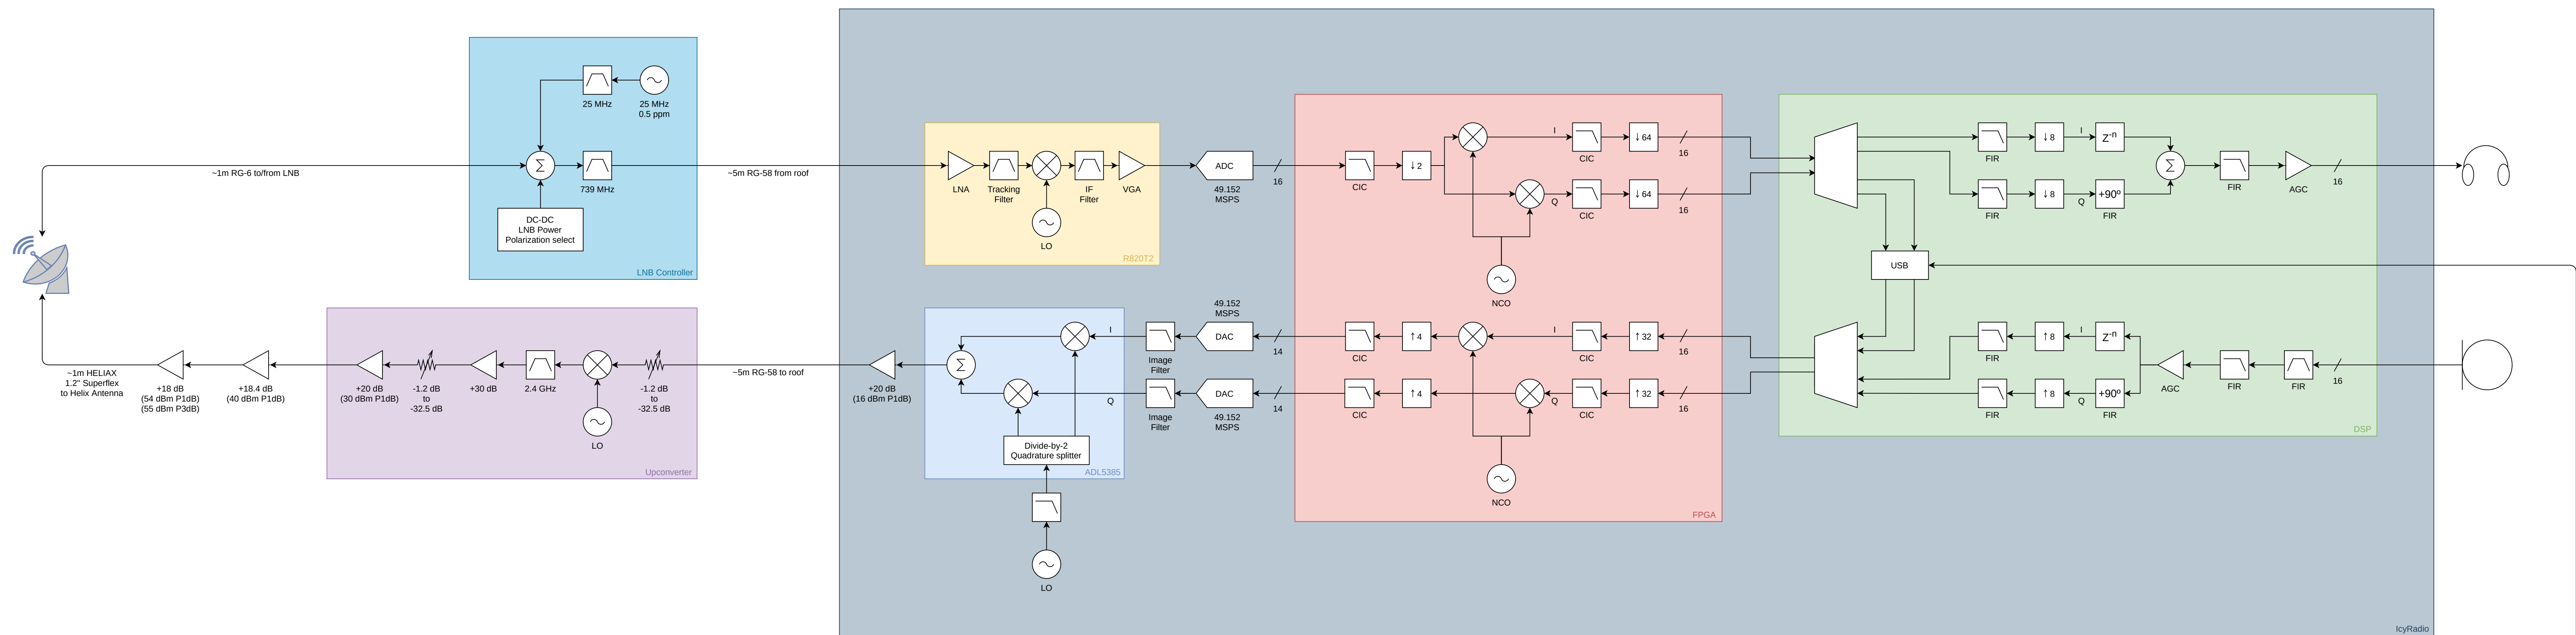 25 MHz
25 MHz
0.5 ppm
~1m RG-6 to/from LNB
Σ
739 MHz
DC-DC
LNB Power
Polarization select
LNB Controller
~5m RG-58 from roof
LNA
Tracking
Filter
LO
IF
Filter
VGA
R820T2
ADC
49.152
MSPS
16
CIC
↓ 2
I
CIC
↓ 64
16
Q
CIC
↓ 64
16
NCO
FIR
↓ 8
I
Z-n
FIR
↓ 8
Q
+90º
FIR
Σ
FIR
AGC
16
USB
~1m HELIAX
1.2" Superflex
to Helix Antenna
+18 dB
(54 dBm P1dB)
(55 dBm P3dB)
+18.4 dB
(40 dBm P1dB)
+20 dB
(30 dBm P1dB)
-1.2 dB
to
-32.5 dB
+30 dB
2.4 GHz
LO
-1.2 dB
to
-32.5 dB
Upconverter
~5m RG-58 to roof
+20 dB
(16 dBm P1dB)
Σ
I
Q
Divide-by-2
Quadrature splitter
ADL5385
LO
Image
Filter
49.152
MSPS
DAC
14
Image
Filter
DAC
49.152
MSPS
14
CIC
↑ 4
I
CIC
↑ 32
16
CIC
↑ 4
Q
CIC
↑ 32
16
NCO
FPGA
FIR
↑ 8
I
Z-n
FIR
↑ 8
Q
+90º
FIR
AGC
FIR
FIR
16
DSP
IcyRadio